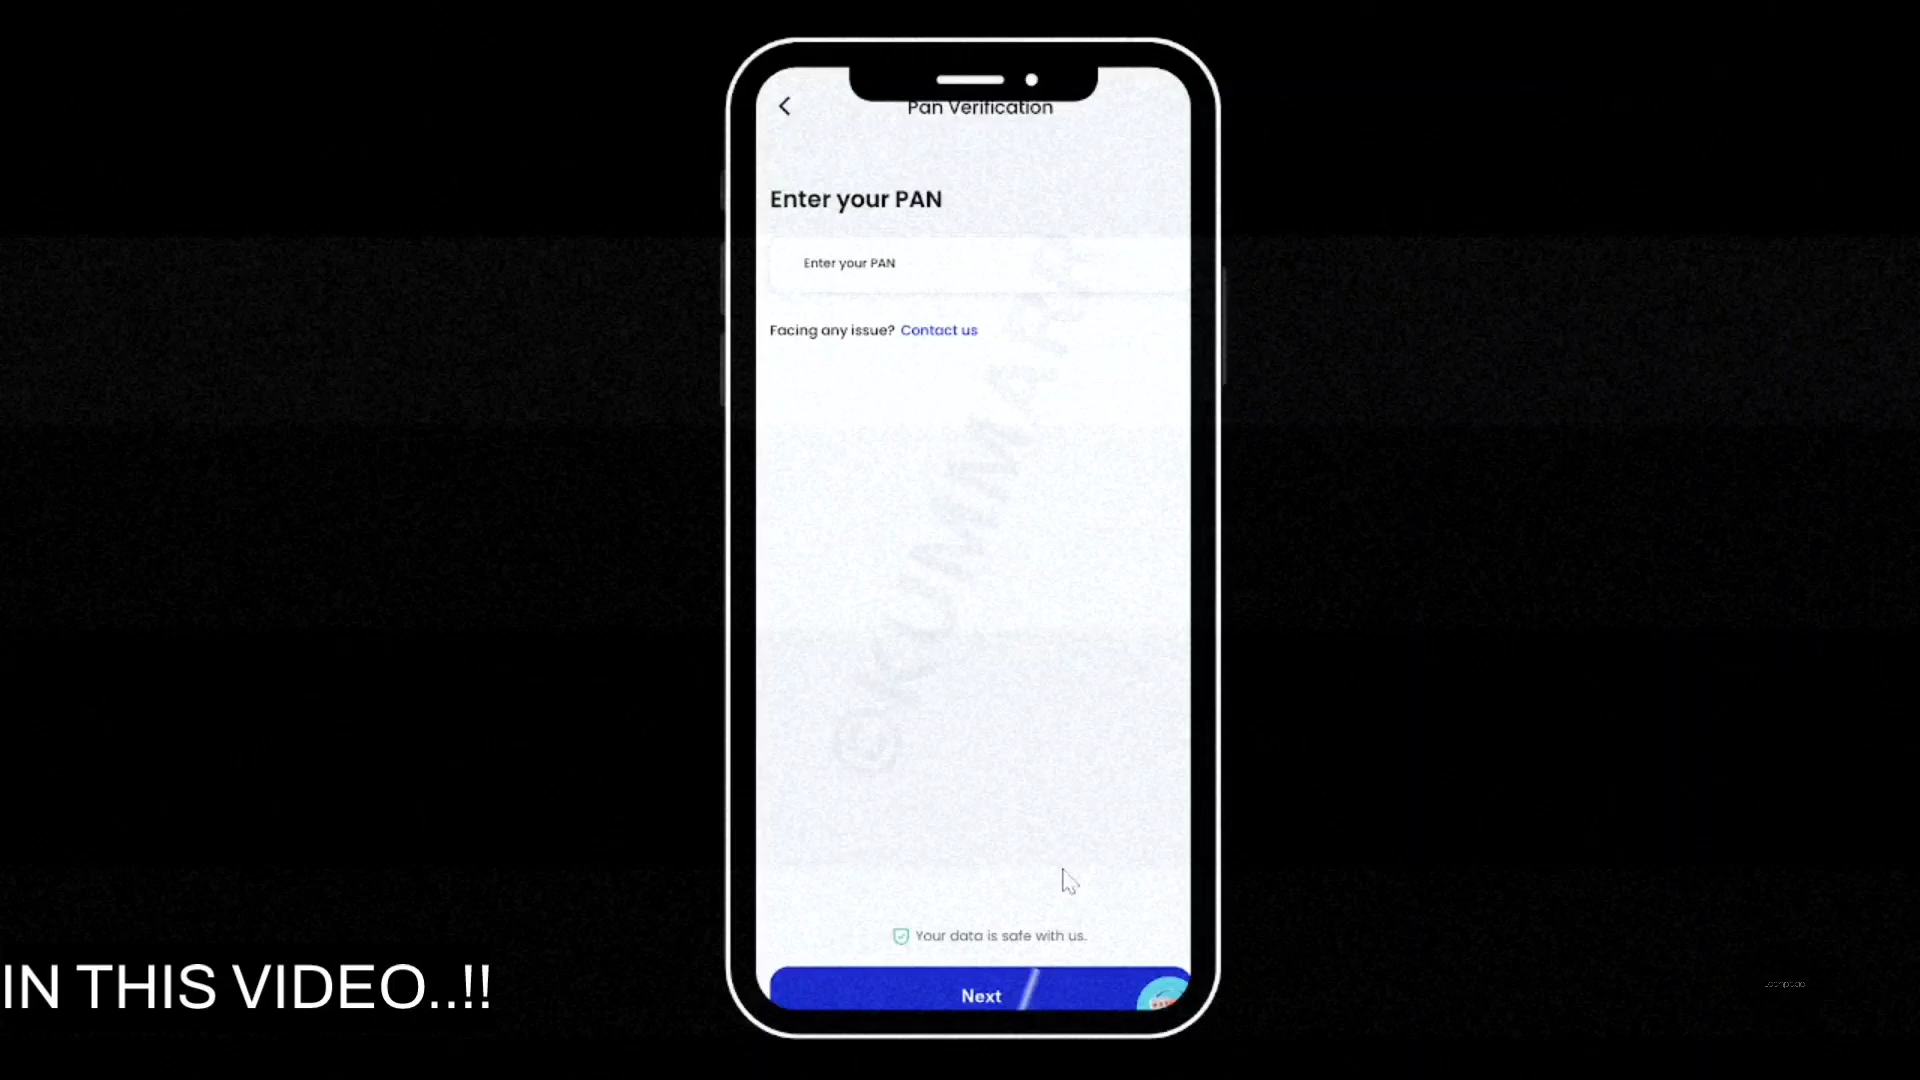 Pan Verification
Enter your PAN
Enter your PAN
Facing any issue? Contact us
Your data is safe with us.
Next
IN THIS VIDEO..!!